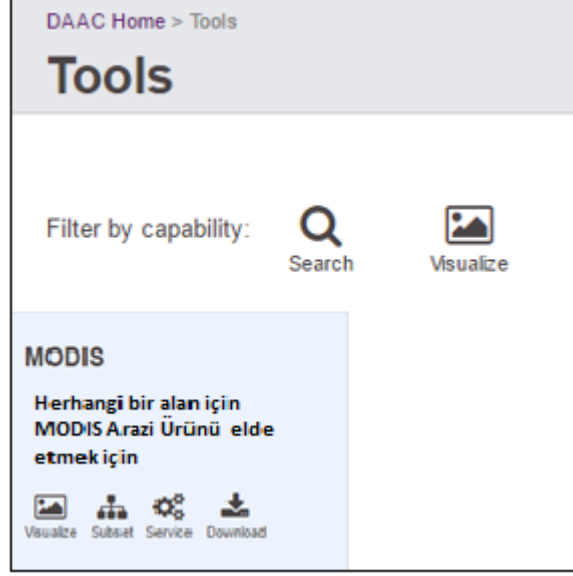 DAAC Home > Tools
Tools
Filter by capability:
Search
Visualize
MODIS
Herhangi bir alan için
MODIS Arazi Ürünü elde
etmek için
Visualize Subset Service Download